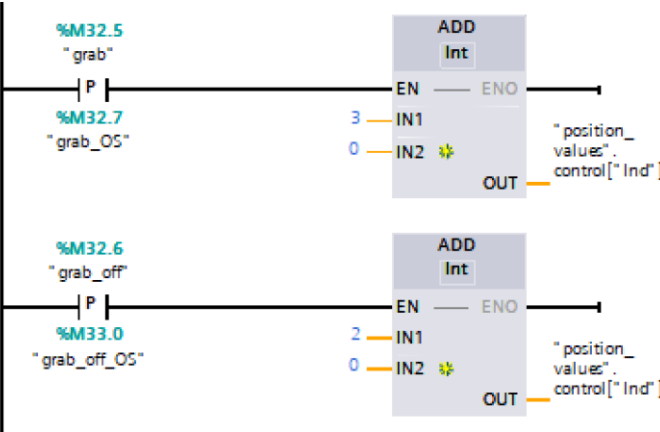 %M32.5
"grab"
P
%M32.7
"grab_OS"
ADD
Int
EN
ENO
3
IN1
0
IN2
OUT
"position_
values".
control["Ind"]
%M32.6
"grab_off"
P
%M33.0
"grab_off_OS"
ADD
Int
EN
ENO
2
IN1
0
IN2
OUT
"position_
values".
control["Ind"]